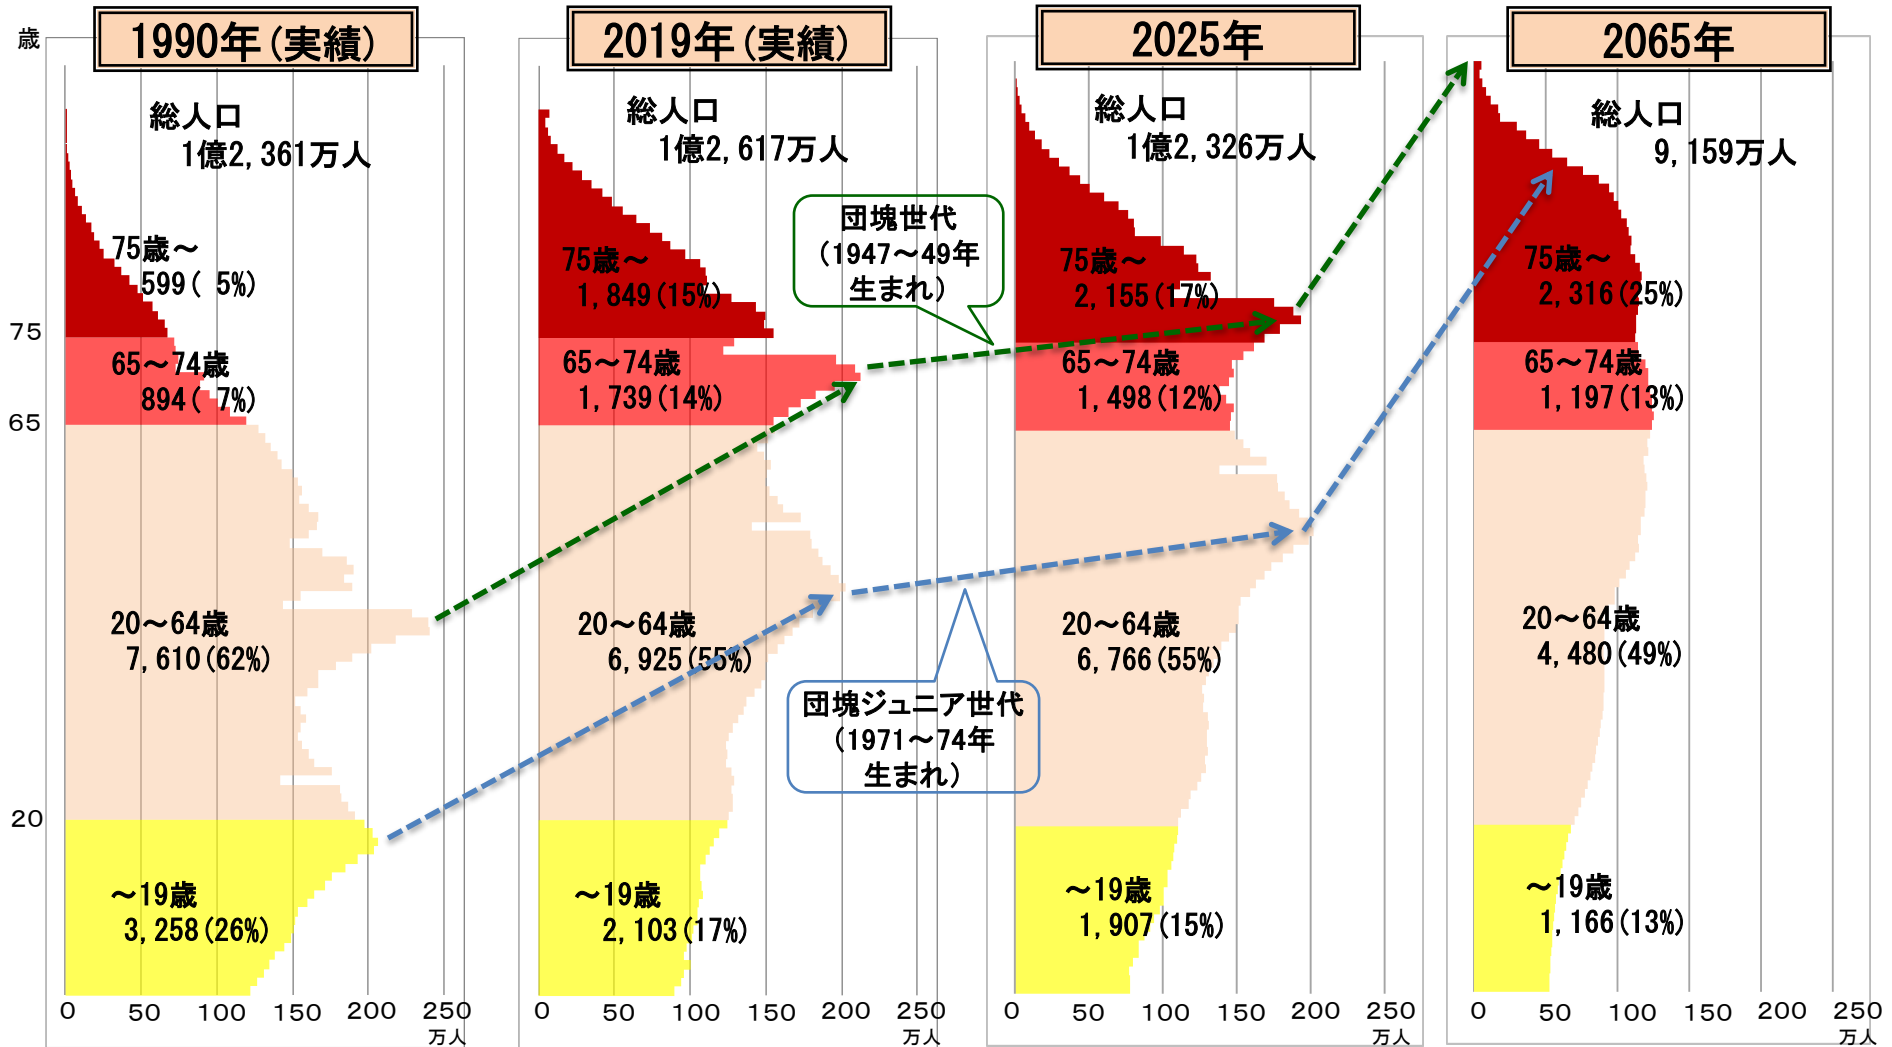 歳
1990年(実績)
総人口
1億2,361万人
75歳～
599( 5%)
65～74歳
894( 7%)
20～64歳
7,610(62%)
～19歳
3,258(26%)
75
65
20
0 50 100 150 200 250
万人
2019年(実績)
総人口
1億2,617万人
75歳～
1,849(15%)
65～74歳
1,739(14%)
20～64歳
6,925(55%)
～19歳
2,103(17%)
0 50 100 150 200 250
万人
団塊世代
(1947～49年
生まれ)
団塊ジュニア世代
(1971～74年
生まれ)
2025年
総人口
1億2,326万人
75歳～
2,155(17%)
65～74歳
1,498(12%)
20～64歳
6,766(55%)
～19歳
1,907(15%)
0 50 100 150 200 250
万人
2065年
総人口
9,159万人
75歳～
2,316(25%)
65～74歳
1,197(13%)
20～64歳
4,480(49%)
～19歳
1,166(13%)
0 50 100 150 200 250
万人